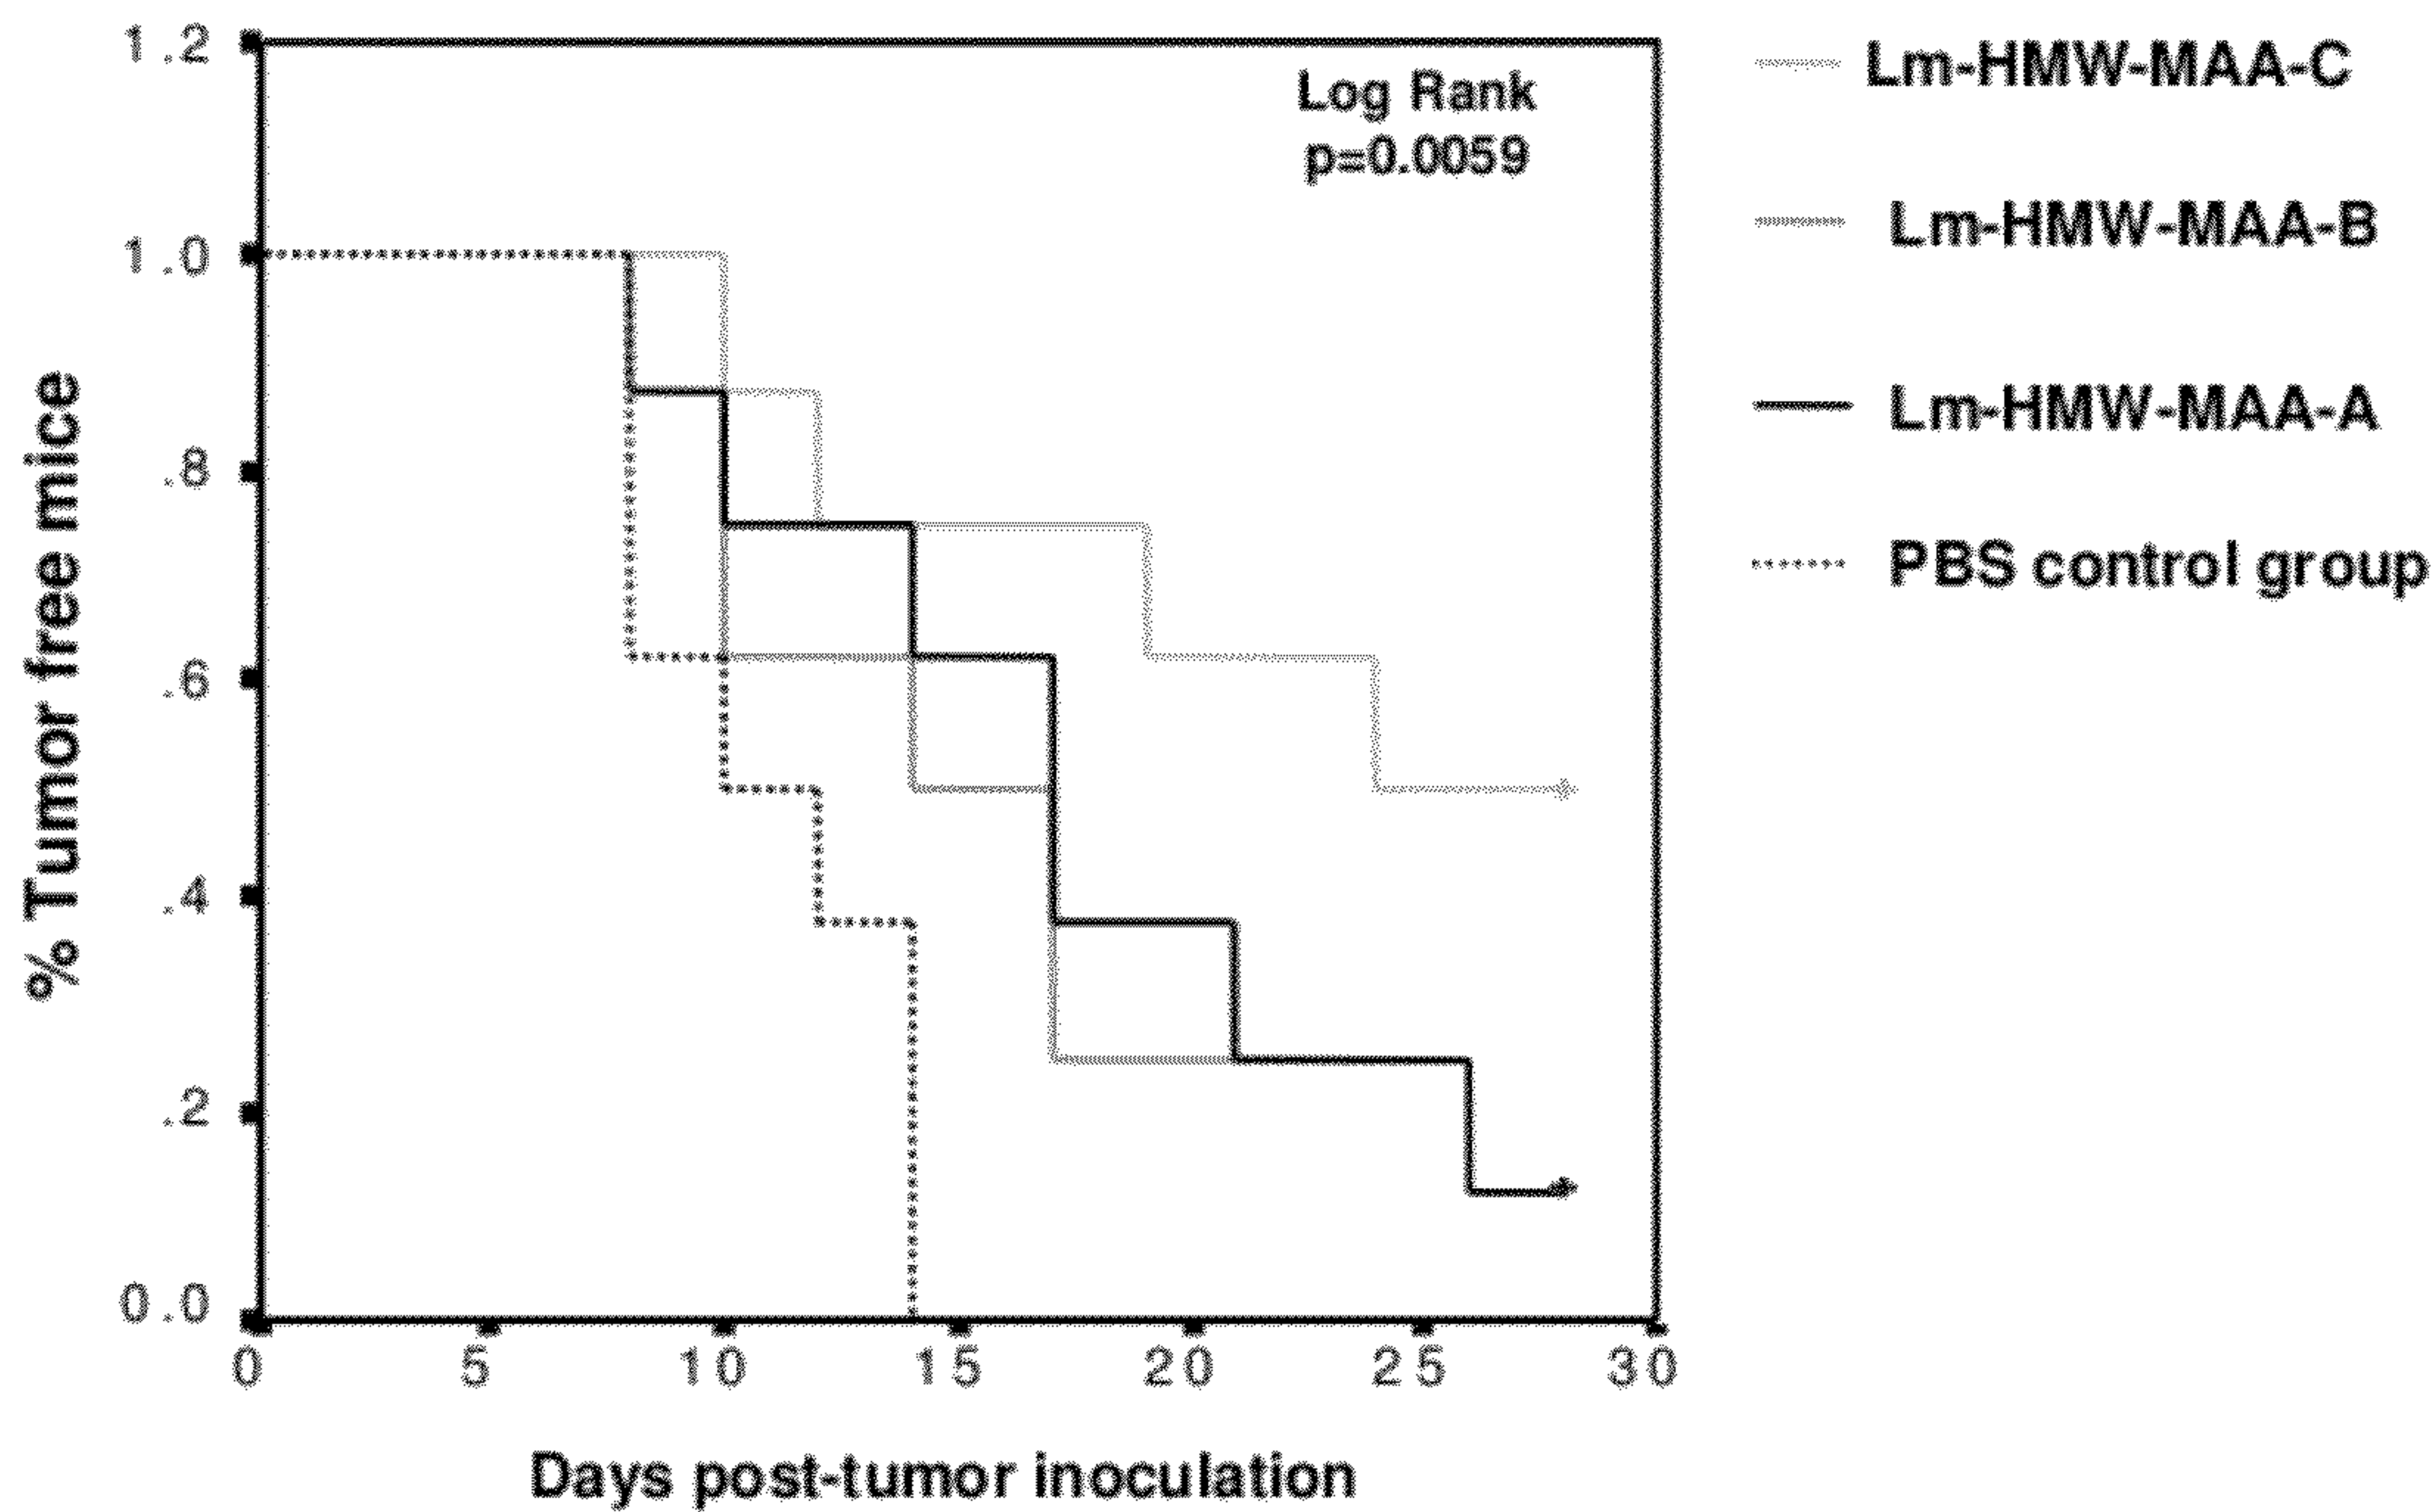 1.2
1.0
.8
.6
.4
.2
0.0
% Tumor free mice
Log Rank
p=0.0059
0 5 10 15 20 25 30
Days post-tumor inoculation
Lm-HMW-MAA-C
Lm-HMW-MAA-B
Lm-HMW-MAA-A
PBS control group